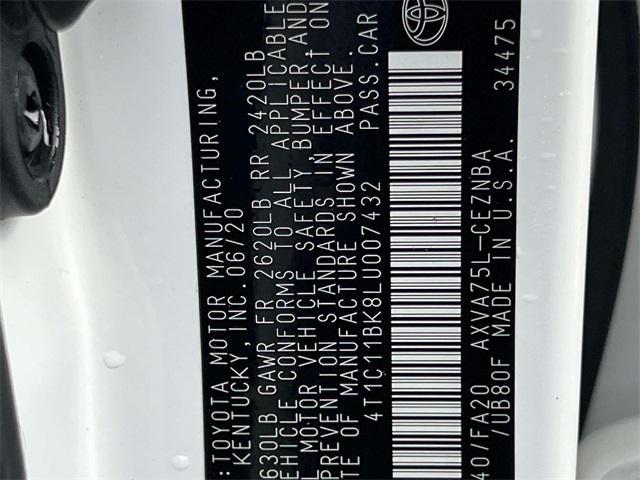 : TOYOTA MOTOR MANUFACTURING,
KENTUCKY, INC. 06/20
630LB GAWR FR 2620LB RR 2420LB
EHICLE CONFORMS TO ALL APPLICABLE
L MOTOR VEHICLE SAFETY, BUMPER, AND
PREVENTION STANDARDS IN EFFECT ON
TE OF MANUFACTURE SHOWN ABOVE.
4T1C11BK8LU007432 PASS.CAR
40/FA20 AXVA75L-CEZNBA
/UB80F MADE IN U.S.A. 34475